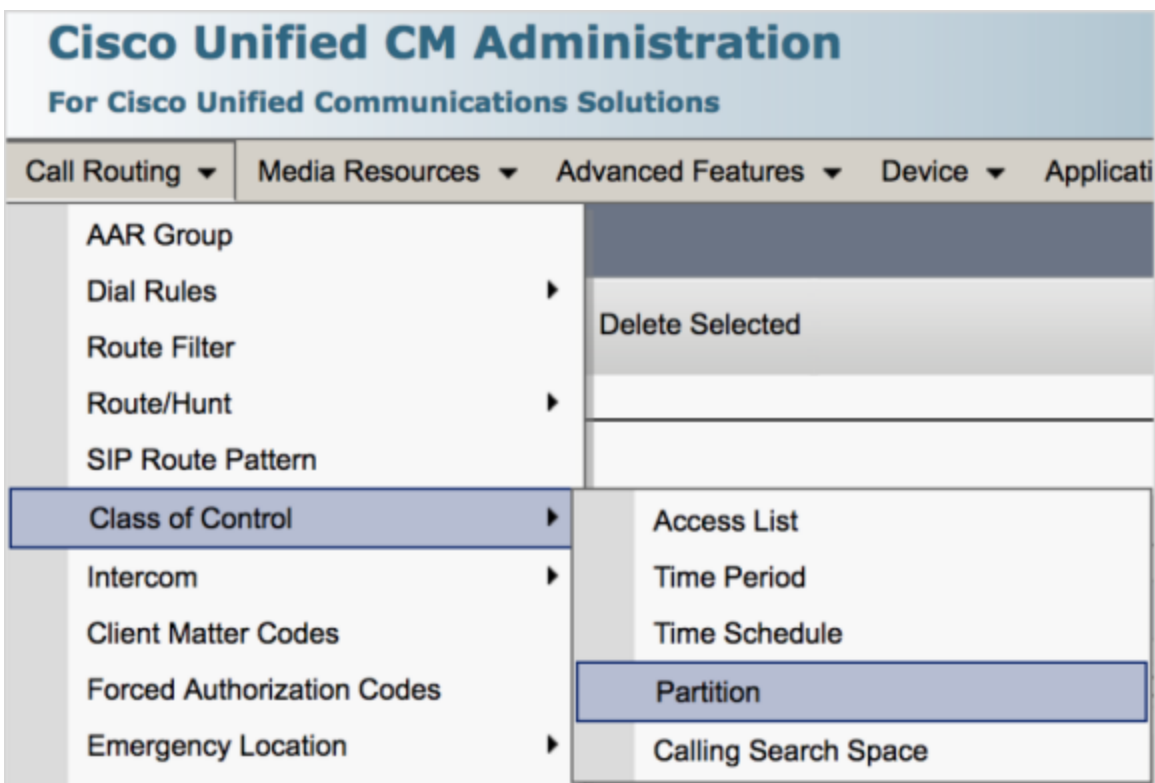 Cisco Unified CM Administration
For Cisco Unified Communications Solutions
Call Routing Media Resources Advanced Features Device
AAR Group
Dial Rules
Route Filter
Route/Hunt
SIP Route Pattern
Class of Control
Intercom
Client Matter Codes
Forced Authorization Codes
Emergency Location
Delete Selected
Access List
Time Period
Time Schedule
Partition
Calling Search Space